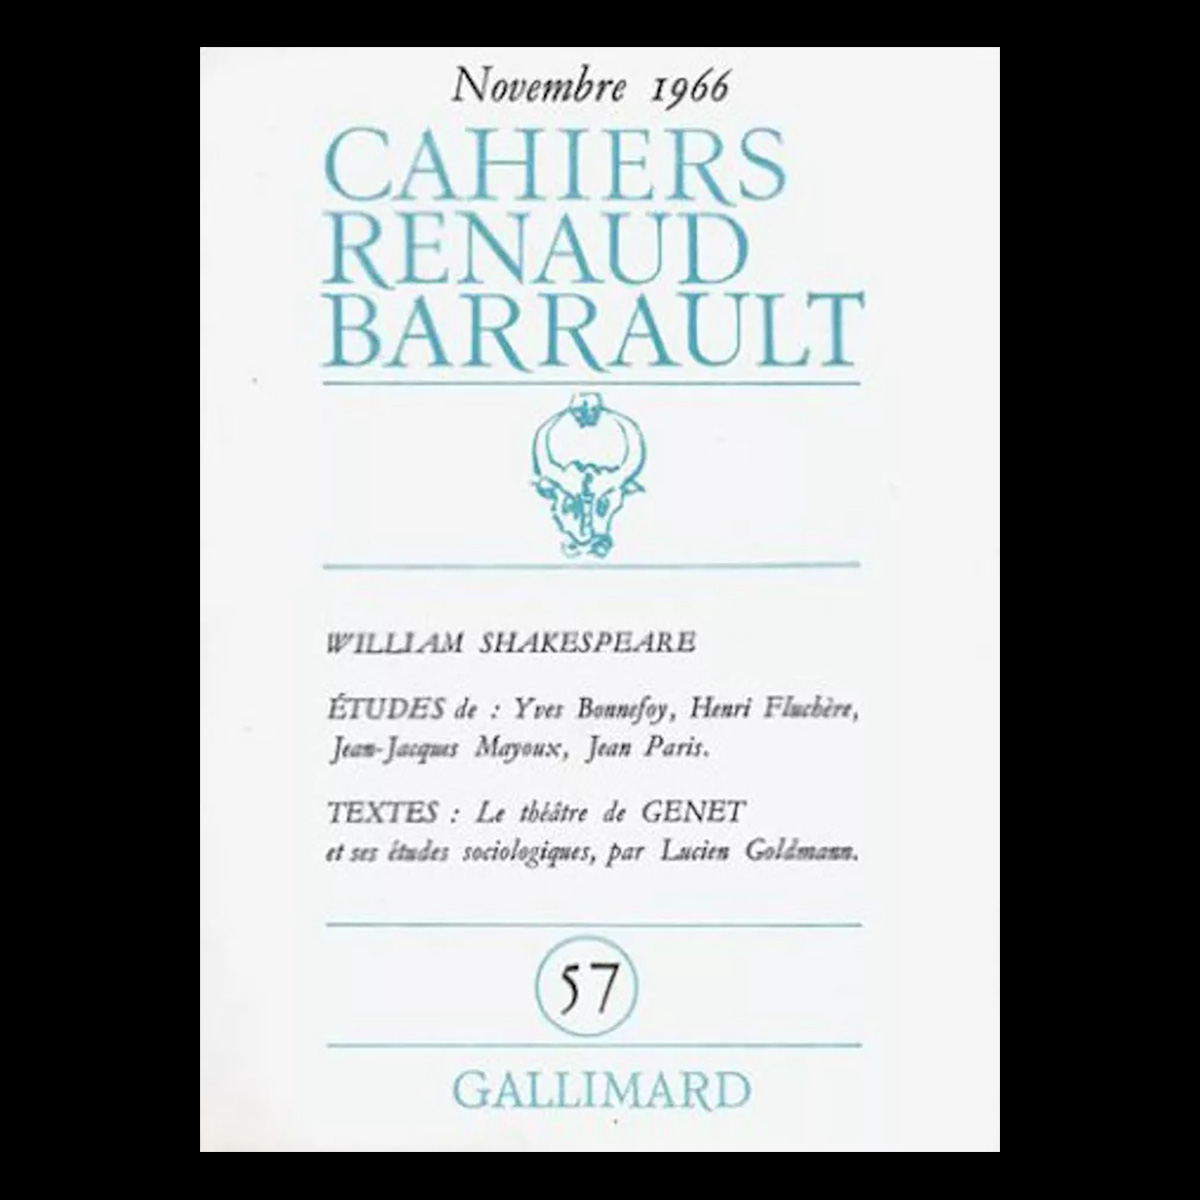 Novembre 1966
CAHIERS
RENAUD
BARRAULT
WILLIAM SHAKESPEARE
ÉTUDES de : Yves Bonnefoy, Henri Fluchère,
Jean-Jacques Mayoux, Jean Paris.
TEXTES : Le théâtre de GENET
et ses études sociologiques, par Lucien Goldmann.
57
GALLIMARD